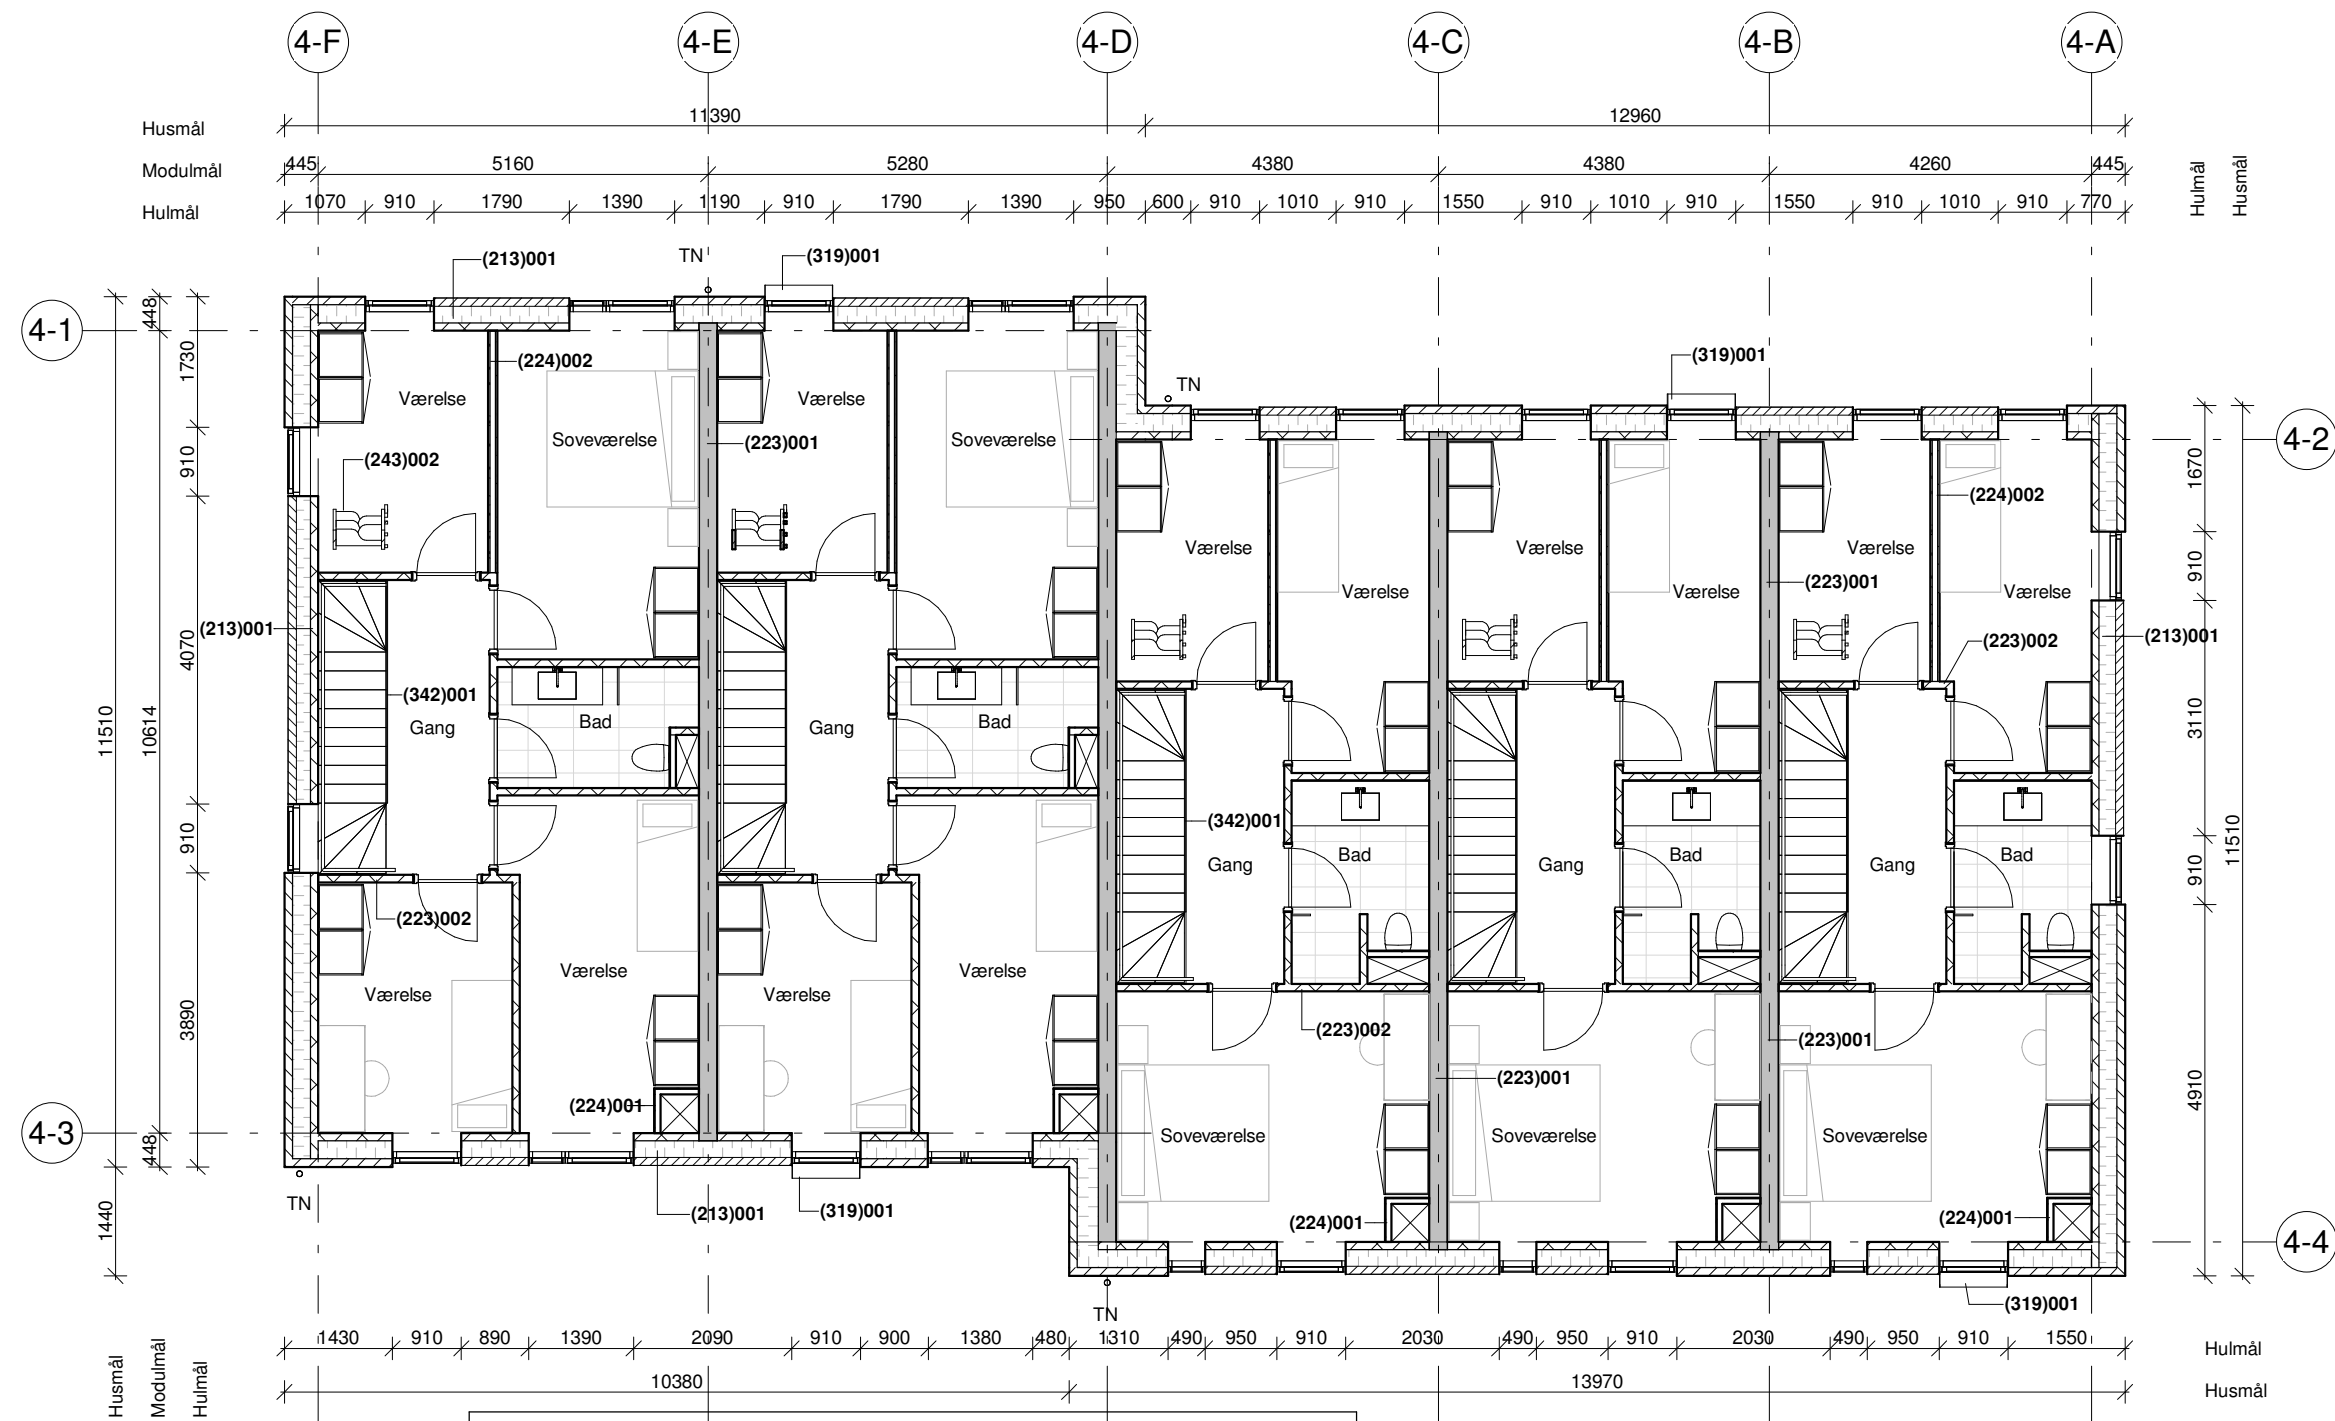 4-F 4-E 4-D 4-C 4-B 4-A
Husmål 11390 12960
Modulmål 445 5160 5280 4380 4380 4260 445
Hulmål 1070 910 1790 1390 1190 910 1790 1390 950 600 910 1010 910 1550 910 1010 910 1550 910 1010 910 770
Hulmål
Husmål
TN
(213)001
(319)001
4-1
448
1730
(224)002
(319)001
TN
Værelse
Værelse
Soveværelse
(223)001
Soveværelse
4-2
(243)002
910
1670
(224)002
Værelse
Værelse
Værelse
Værelse
Værelse
Værelse
(223)001
910
(213)001
4070
(213)001
(223)002
(342)001
Gang
Bad
Gang
Bad
11510
10614
3110
11510
910
(342)001
Gang
Bad
Gang
Bad
Gang
Bad
910
(223)002
Værelse
Værelse
Værelse
Værelse
3890
(223)002
(223)001
(223)001
4910
4-3
448
(224)001
Soveværelse
Soveværelse
Soveværelse
TN
1440
(213)001
(319)001
(224)001
(224)001
4-4
TN
(319)001
1430 910 890 1390 2090 910 900 1380 480 1310 490 950 910 2030 490 950 910 2030 490 950 910 1550 Hulmål
10380 13970 Husmål
Husmål
Modulmål
Hulmål